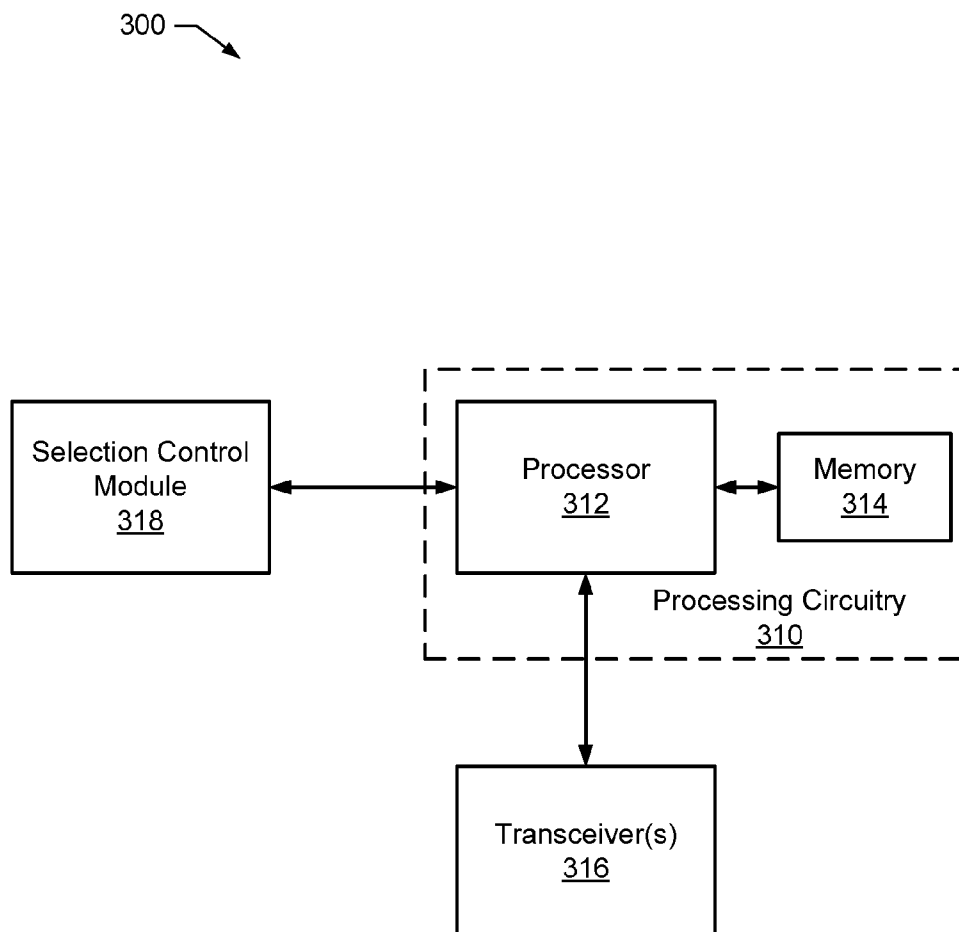 300
Selection Control
Module
318
Processor
312
Memory
314
Processing Circuitry
310
Transceiver(s)
316